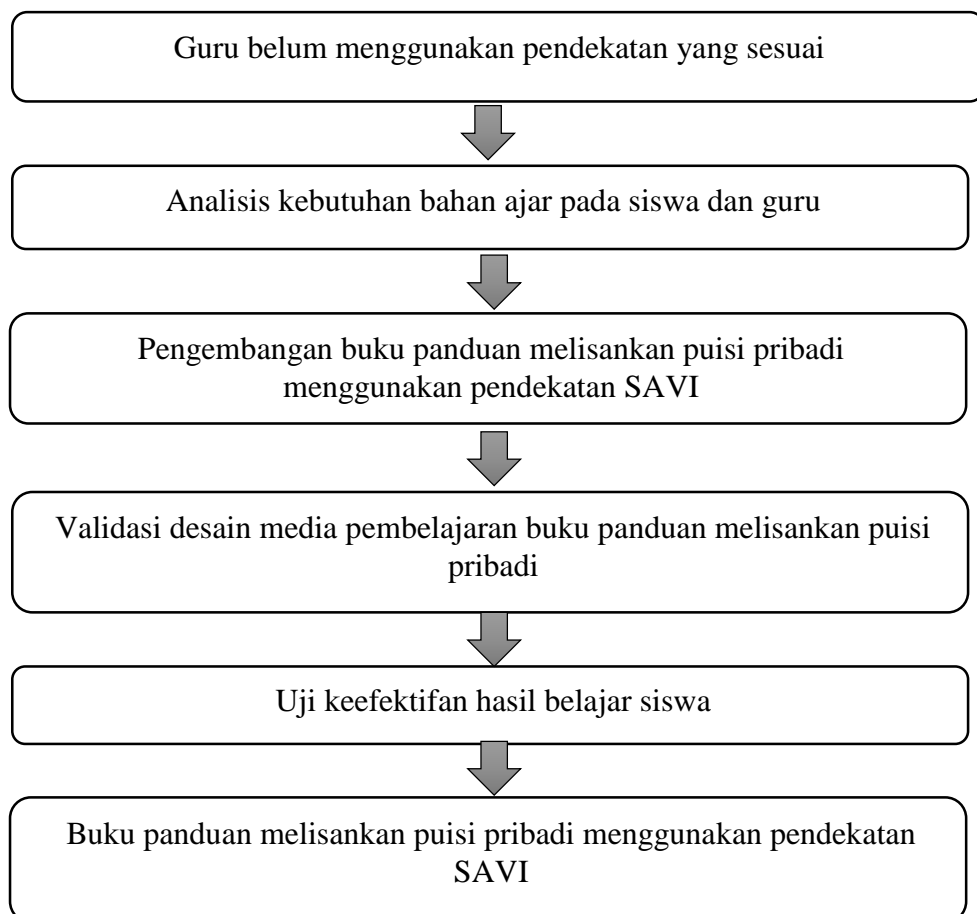 Guru belum menggunakan pendekatan yang sesuai
Analisis kebutuhan bahan ajar pada siswa dan guru
Pengembangan buku panduan melisankan puisi pribadi
menggunakan pendekatan SAVI
Validasi desain media pembelajaran buku panduan melisankan puisi
pribadi
Uji keefektifan hasil belajar siswa
Buku panduan melisankan puisi pribadi menggunakan pendekatan
SAVI